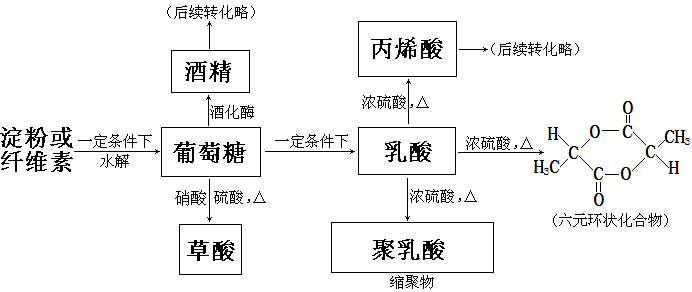 （后续转化略）
酒精
酒化酶
丙烯酸
（后续转化略）
浓硫酸，△
淀粉或
纤维素
一定条件下
水解
葡萄糖
一定条件下
乳酸
浓硫酸，△
O
H
O
C
CH₃
C
C
H₃C
C
O
H
O
（六元环状化合物）
硝酸
硫酸，△
浓硫酸，△
草酸
聚乳酸
缩聚物